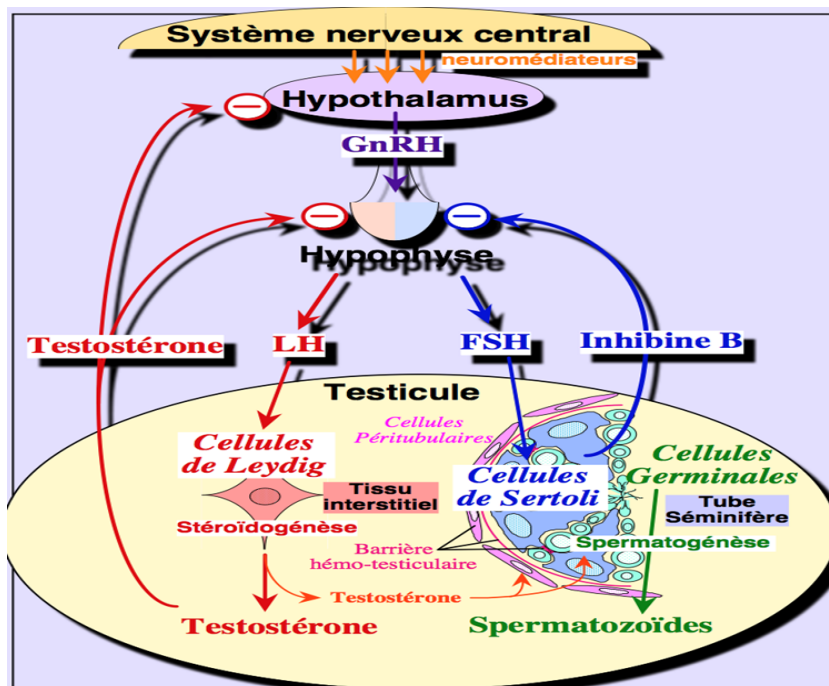 Système nerveux central
neuromédiateurs
Hypothalamus
GnRH
Hypophyse
Testostérone
LH
FSH
Inhibine B
Testicule
Cellules
Péritubulaires
Cellules
de Leydig
Cellules
Germinales
Tissu
interstitiel
Cellules
de Sertoli
Tube
Séminifère
Stéroïdogénèse
Spermatogénèse
Barrière
hémo-testiculaire
Testostérone
Testostérone
Spermatozoïdes